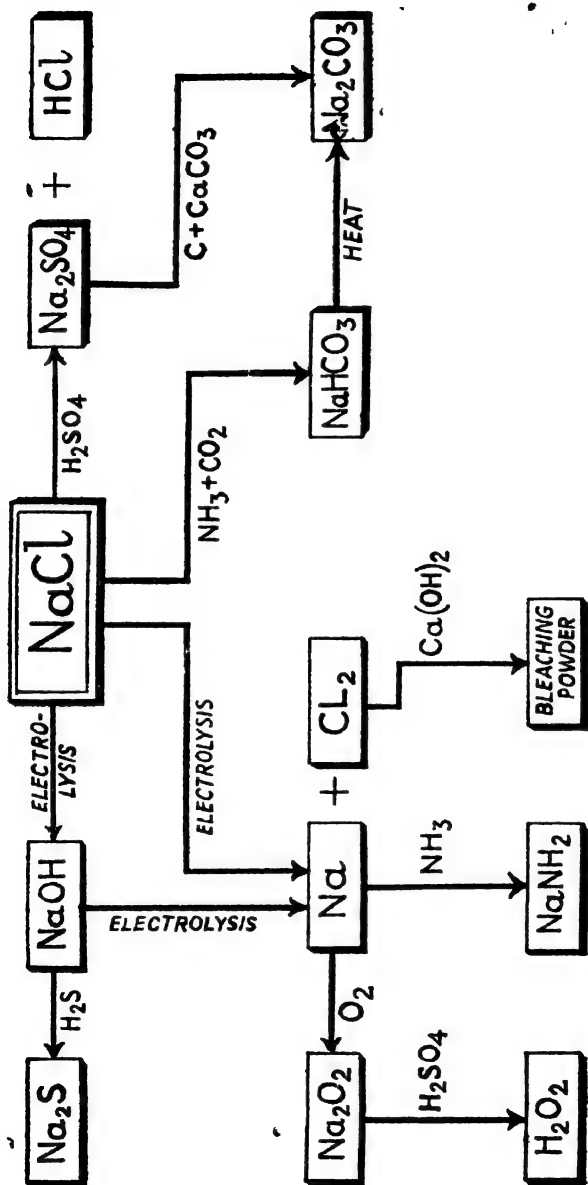 Na2S
H2S
NaOH
ELECTRO-
LYSIS
NaCl
H2SO4
Na2SO4
+
HCl
ELECTROLYSIS
ELECTROLYSIS
NH3+CO2
C+CaCO3
Na2O2
O2
Na
+
CL2
NaHCO3
HEAT
Na2CO3
H2SO4
NH3
Ca(OH)2
H2O2
NaNH2
BLEACHING
POWDER